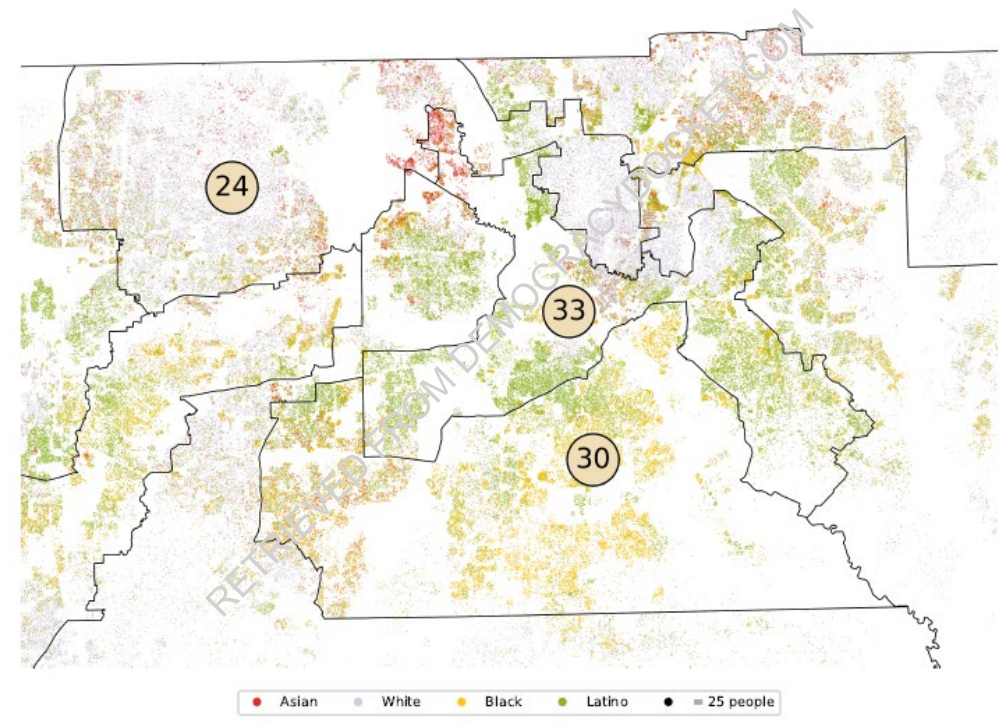 24
33
30
RETRIEVED FROM DEMOCRACYDOCKET.COM
Asian White Black Latino = 25 people